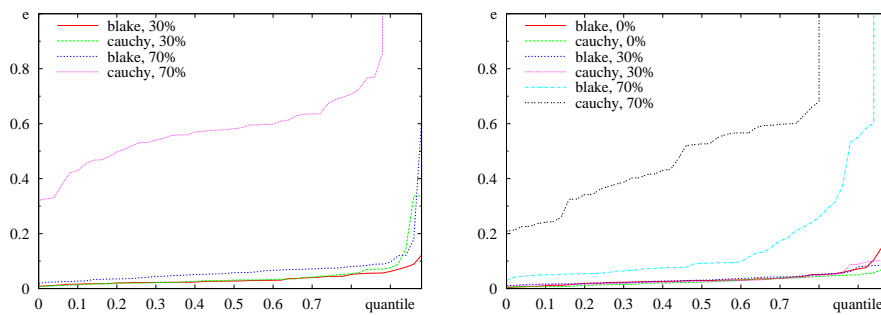 e
blake, 30%
cauchy, 30%
blake, 70%
cauchy, 70%
0.8
0.6
0.4
0.2
0
0 0.1 0.2 0.3 0.4 0.5 0.6 0.7 quantile
e
blake, 0%
cauchy, 0%
blake, 30%
cauchy, 30%
blake, 70%
cauchy, 70%
0.8
0.6
0.4
0.2
0
0 0.1 0.2 0.3 0.4 0.5 0.6 0.7 quantile